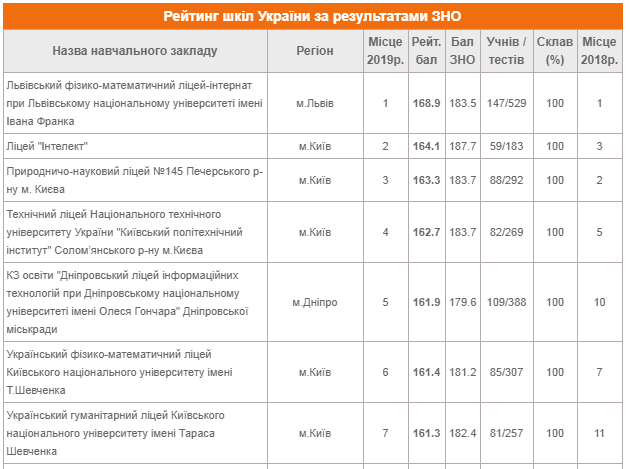 Рейтинг шкіл України за результатами ЗНО
Назва навчального закладу Регіон Місце 2019р. Рейт. бал Бал ЗНО Учнів / тестів Склав (%) Місце 2018р.
Львівський фізико-математичний ліцей-інтернат
при Львівському національному університеті імені
Івана Франка
м.Львів 1 168.9 183.5 147/529 100 1
Ліцей "Інтелект" м.Київ 2 164.1 187.7 59/183 100 3
Природничо-науковий ліцей №145 Печерського р-
ну м. Києва
м.Київ 3 163.3 183.7 88/292 100 2
Технічний ліцей Національного технічного
університету України "Київський політехнічний
інститут" Солом'янського р-ну м.Києва
м.Київ 4 162.7 183.7 82/269 100 5
КЗ освіти "Дніпровський ліцей інформаційних
технологій при Дніпровському національному
університеті імені Олеся Гончара" Дніпровської
міськради
м.Дніпро 5 161.9 179.6 109/388 100 10
Український фізико-математичний ліцей
Київського національного університету імені
Т.Шевченка
м.Київ 6 161.4 181.2 85/307 100 7
Український гуманітарний ліцей Київського
національного університету імені Тараса
Шевченка
м.Київ 7 161.3 182.4 81/257 100 11